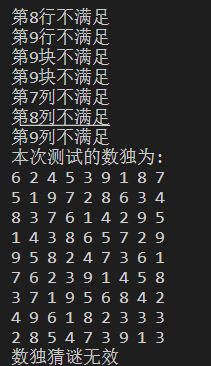 第8行不满足
第9行不满足
第9块不满足
第9块不满足
第7列不满足
第8列不满足
第9列不满足
本次测试的数独为:
6 2 4 5 3 9 1 8 7
5 1 9 7 2 8 6 3 4
8 3 7 6 1 4 2 9 5
1 4 3 8 6 5 7 2 9
9 5 8 2 4 7 3 6 1
7 6 2 3 9 1 4 5 8
3 7 1 9 5 6 8 4 2
4 9 6 1 8 2 3 3 3
2 8 5 4 7 3 9 1 3
数独猜谜无效